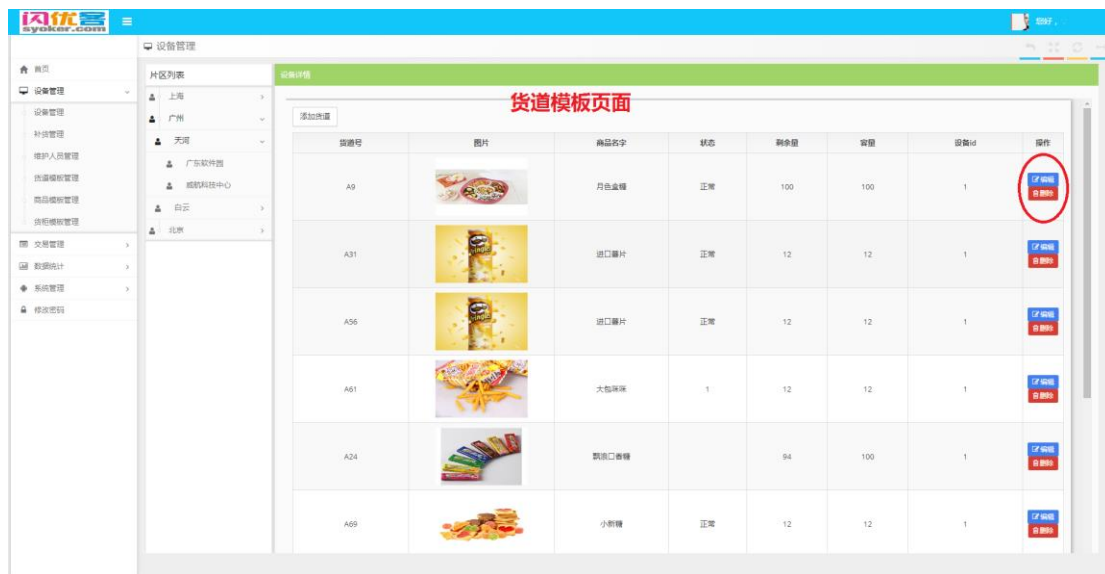 闪优客
syoker.com
您好，
设备管理
首页
设备管理
设备管理
补货管理
维护人员管理
货道模板管理
商品模板管理
货柜模板管理
交易管理
数据统计
系统管理
修改密码
片区列表
上海
广州
天河
广东软件园
威航科技中心
白云
北京
设备详情
货道模板页面
添加货道
货道号 图片 商品名字 状态 剩余量 容量 设备id 操作
A9 月色盒糖 正常 100 100 1 编辑 删除
A31 进口薯片 正常 12 12 1 编辑 删除
A56 进口薯片 正常 12 12 1 编辑 删除
A61 大包咪咪 1 12 12 1 编辑 删除
A24 飘浪口香糖 94 100 1 编辑 删除
A69 小新糖 正常 12 12 1 编辑 删除